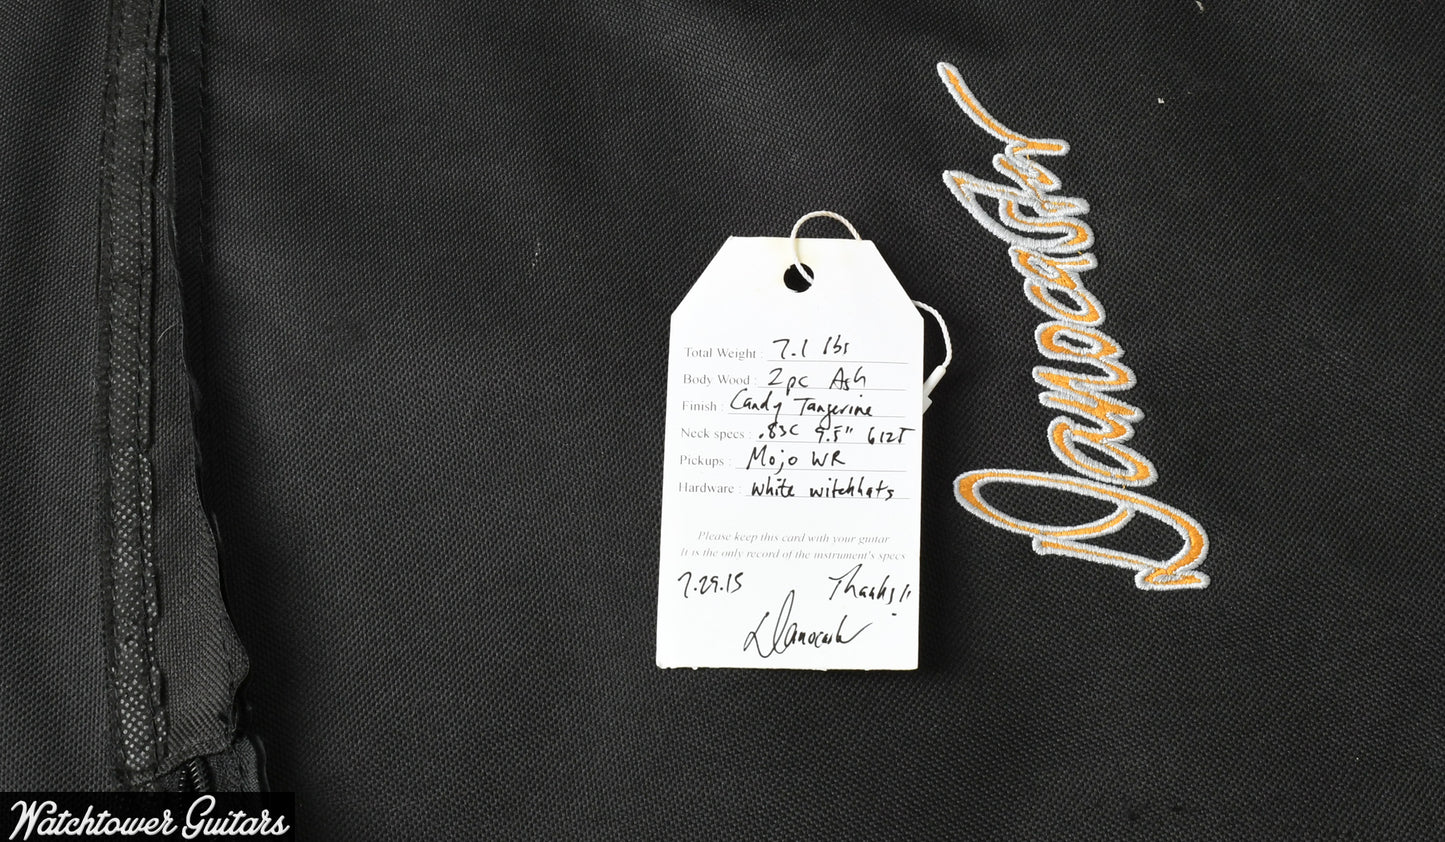 Total Weight : 7.1 lbs
Body Wood : 2pc Ash
Finish : Candy Tangerine
Neck specs : .83C 9.5" 6125
Pickups : Mojo WR
Hardware : White witchhats
Please keep this card with your guitar
It is the only record of the instrument's specs
7.29.15 Thanks!!
Danocaster
Danocaster
Watchtower Guitars